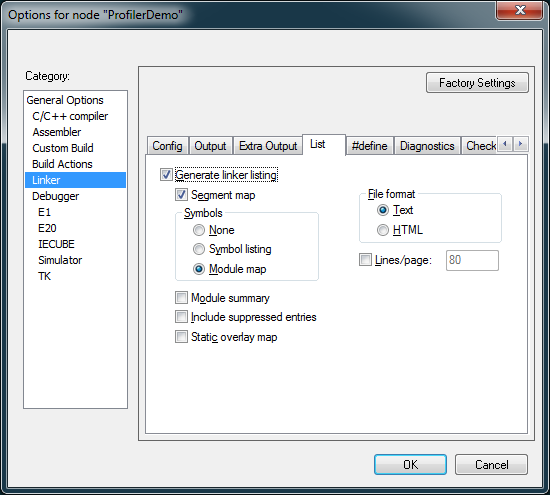 Options for node "ProfilerDemo"
Category:
Factory Settings
General Options
C/C++ compiler
Assembler
Custom Build
Build Actions
Linker
Debugger
E1
E20
IECUBE
Simulator
TK
Config Output Extra Output List #define Diagnostics Check
Generate linker listing
Segment map
Symbols
None
Symbol listing
Module map
Module summary
Include suppressed entries
Static overlay map
File format
Text
HTML
Lines/page: 80
OK Cancel